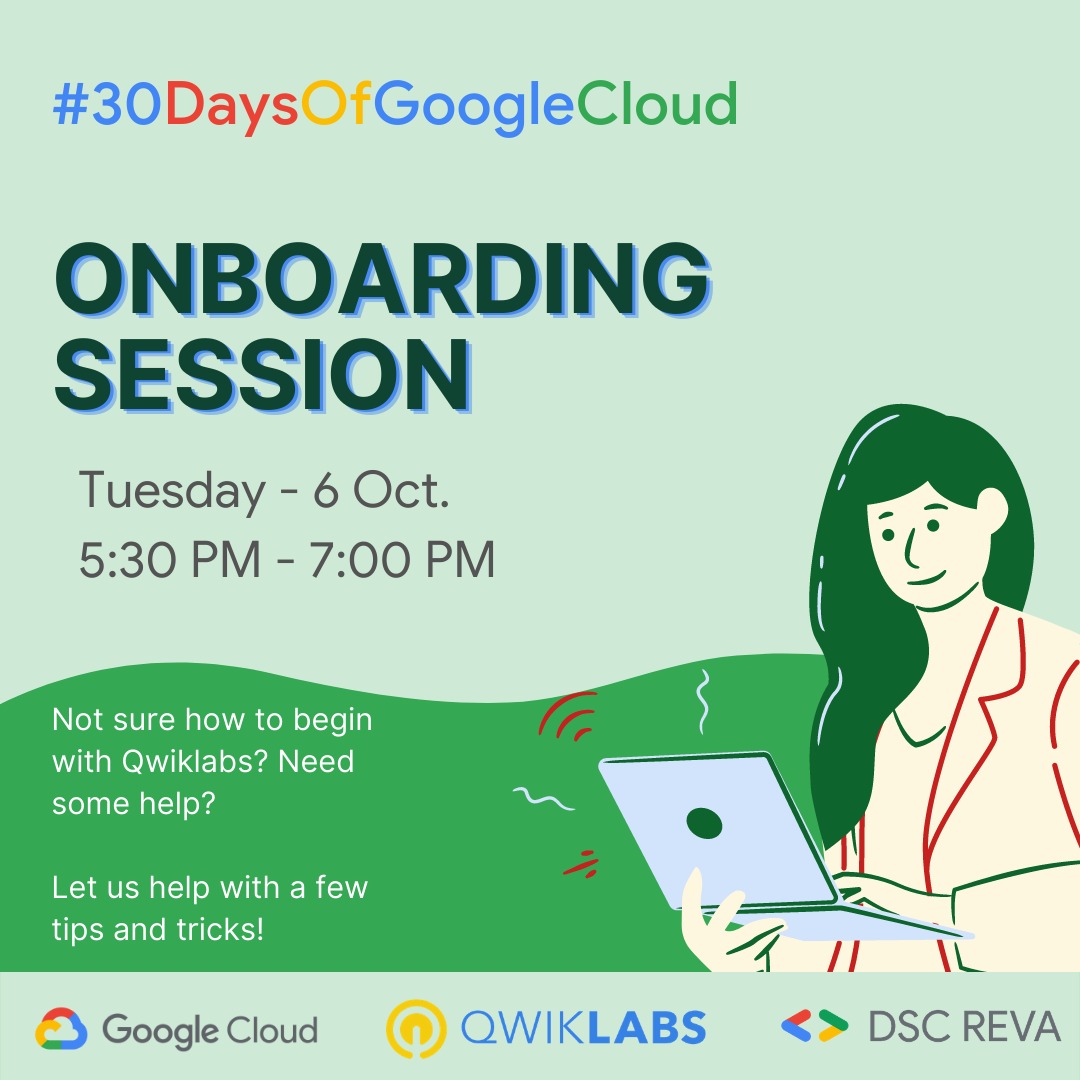 #30DaysOfGoogleCloud
ONBOARDING
SESSION
Tuesday - 6 Oct.
5:30 PM - 7:00 PM
Not sure how to begin
with Qwiklabs? Need
some help?
Let us help with a few
tips and tricks!
Google Cloud
QWIKLABS
DSC REVA